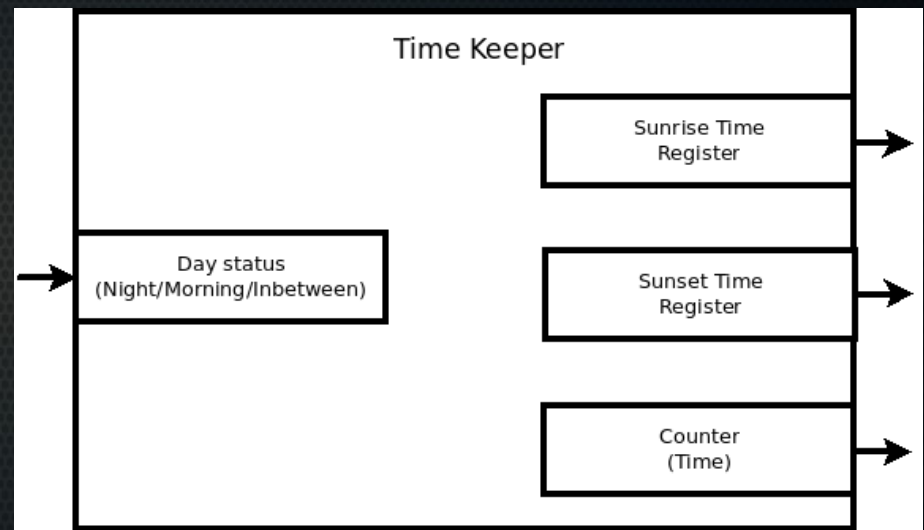 Time Keeper
Sunrise Time
Register
Day status
(Night/Morning/Inbetween)
Sunset Time
Register
Counter
(Time)